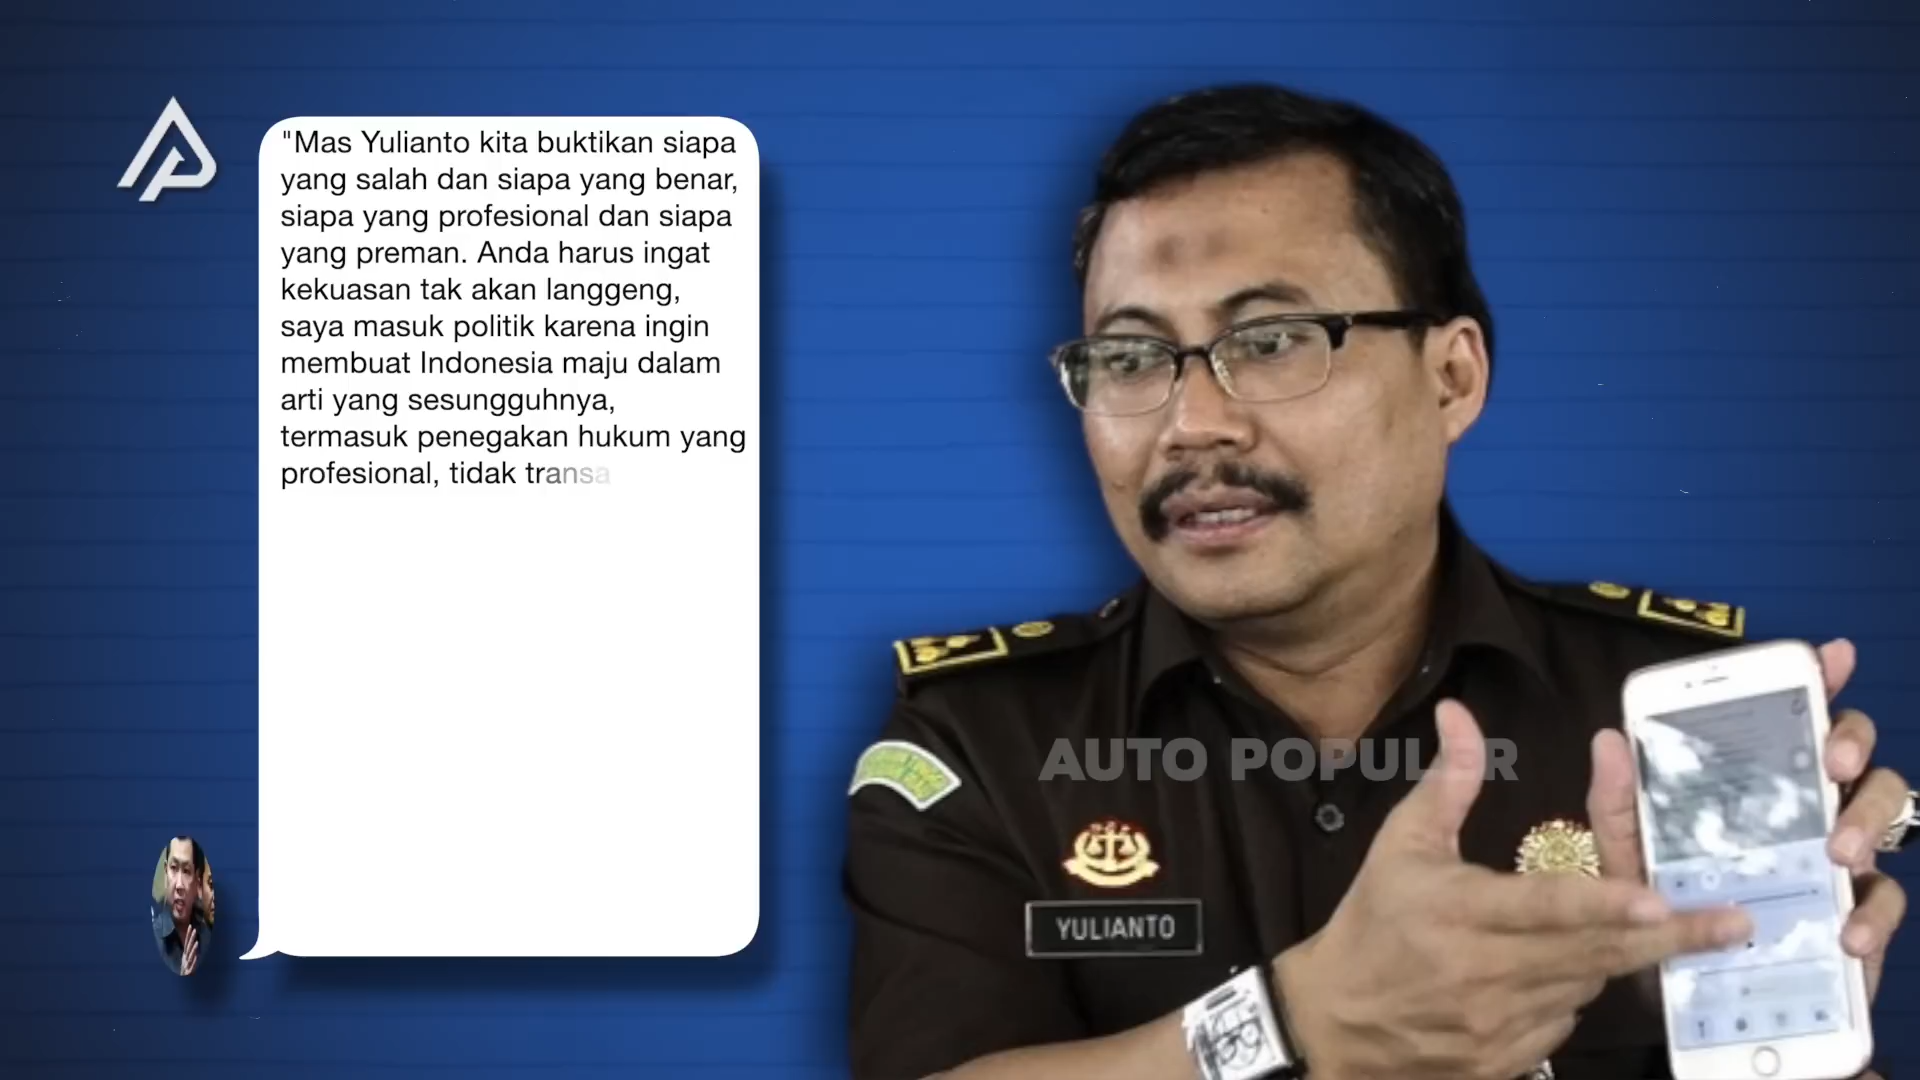 "Mas Yulianto kita buktikan siapa
yang salah dan siapa yang benar,
siapa yang profesional dan siapa
yang preman. Anda harus ingat
kekuasan tak akan langgeng,
saya masuk politik karena ingin
membuat Indonesia maju dalam
arti yang sesungguhnya,
termasuk penegakan hukum yang
profesional, tidak transa
AUTO POPULER
YULIANTO